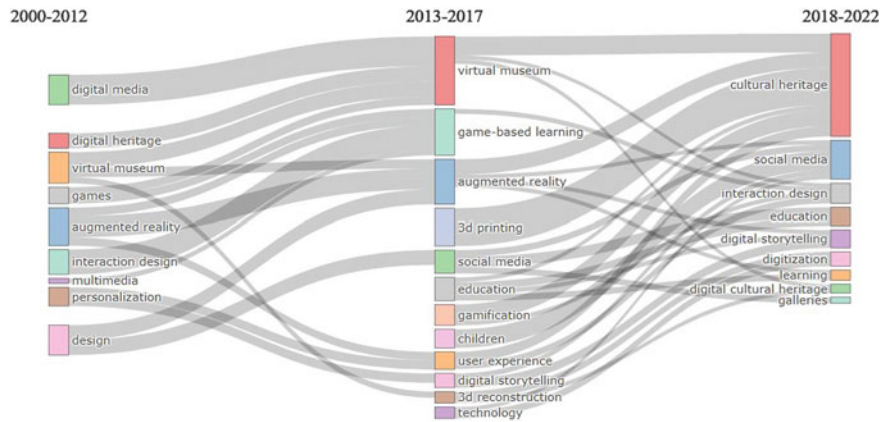 2000-2012
2013-2017
2018-2022
digital media
digital heritage
virtual museum
games
augmented reality
interaction design
multimedia
personalization
design
virtual museum
game-based learning
augmented reality
3d printing
social media
education
gamification
children
user experience
digital storytelling
3d reconstruction
technology
cultural heritage
social media
interaction design
education
digital storytelling
digitization
learning
digital cultural heritage
galleries